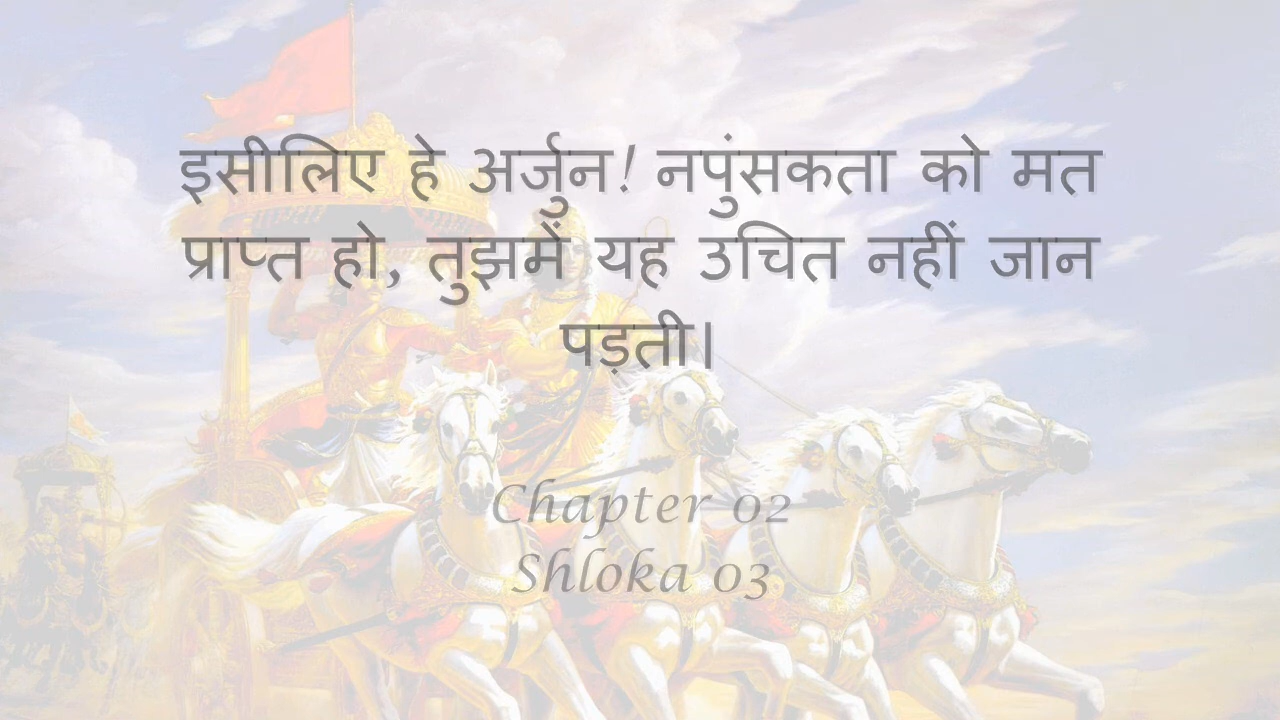 इसीलिए हे अर्जुन! नपुंसकता को मत
प्राप्त हो, तुझमें यह उचित नहीं जान
पड़ती।
Chapter 02
Shloka 03